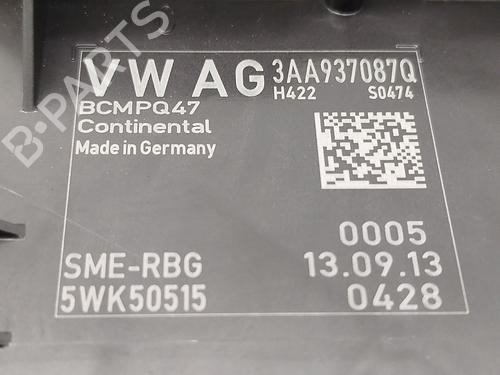 VW AG 3AA937087Q
H422 S0474
BCMPQ47
Continental
Made in Germany
0005
SME-RBG 13.09.13
5WK50515 0428
B-PARTS